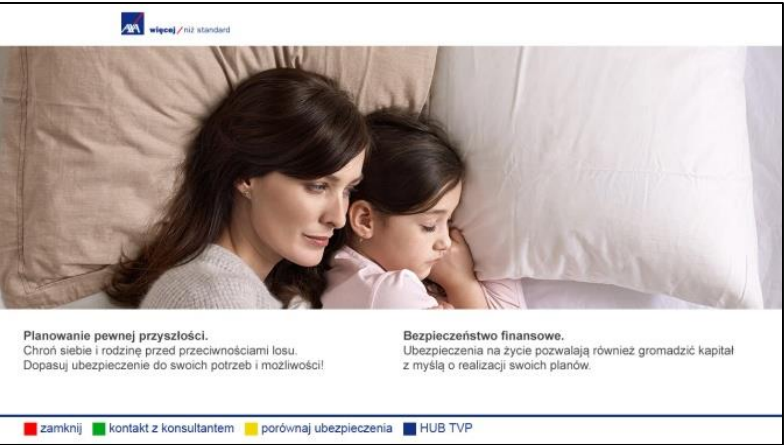 AXA
więcej / niż standard
Planowanie pewnej przyszłości.
Chroń siebie i rodzinę przed przeciwnościami losu.
Dopasuj ubezpieczenie do swoich potrzeb i możliwości!
Bezpieczeństwo finansowe.
Ubezpieczenia na życie pozwalają również gromadzić kapitał
z myślą o realizacji swoich planów.
zamknij kontakt z konsultantem porównaj ubezpieczenia HUB TVP